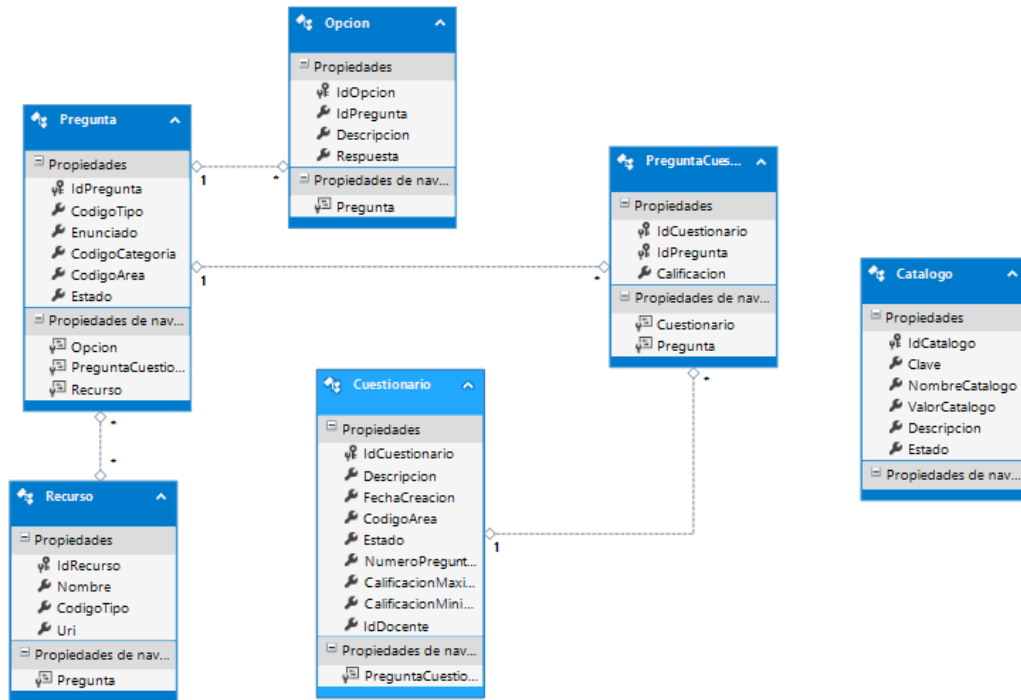 Opcion
Propiedades
IdOpcion
IdPregunta
Descripcion
Respuesta
Propiedades de nav...
Pregunta
Pregunta
Propiedades
IdPregunta
CodigoTipo
Enunciado
CodigoCategoria
CodigoArea
Estado
Propiedades de nav...
Opcion
PreguntaCuestio...
Recurso
1
*
1
*
PreguntaCues...
Propiedades
IdCuestionario
IdPregunta
Calificacion
Propiedades de nav...
Cuestionario
Pregunta
*
Catalogo
Propiedades
IdCatalogo
Clave
NombreCatalogo
ValorCatalogo
Descripcion
Estado
Propiedades de nav...
Cuestionario
Propiedades
IdCuestionario
Descripcion
FechaCreacion
CodigoArea
Estado
NumeroPregunt...
CalificacionMaxi...
CalificacionMini...
IdDocente
Propiedades de nav...
PreguntaCuestio...
1
*
*
Recurso
Propiedades
IdRecurso
Nombre
CodigoTipo
Uri
Propiedades de nav...
Pregunta